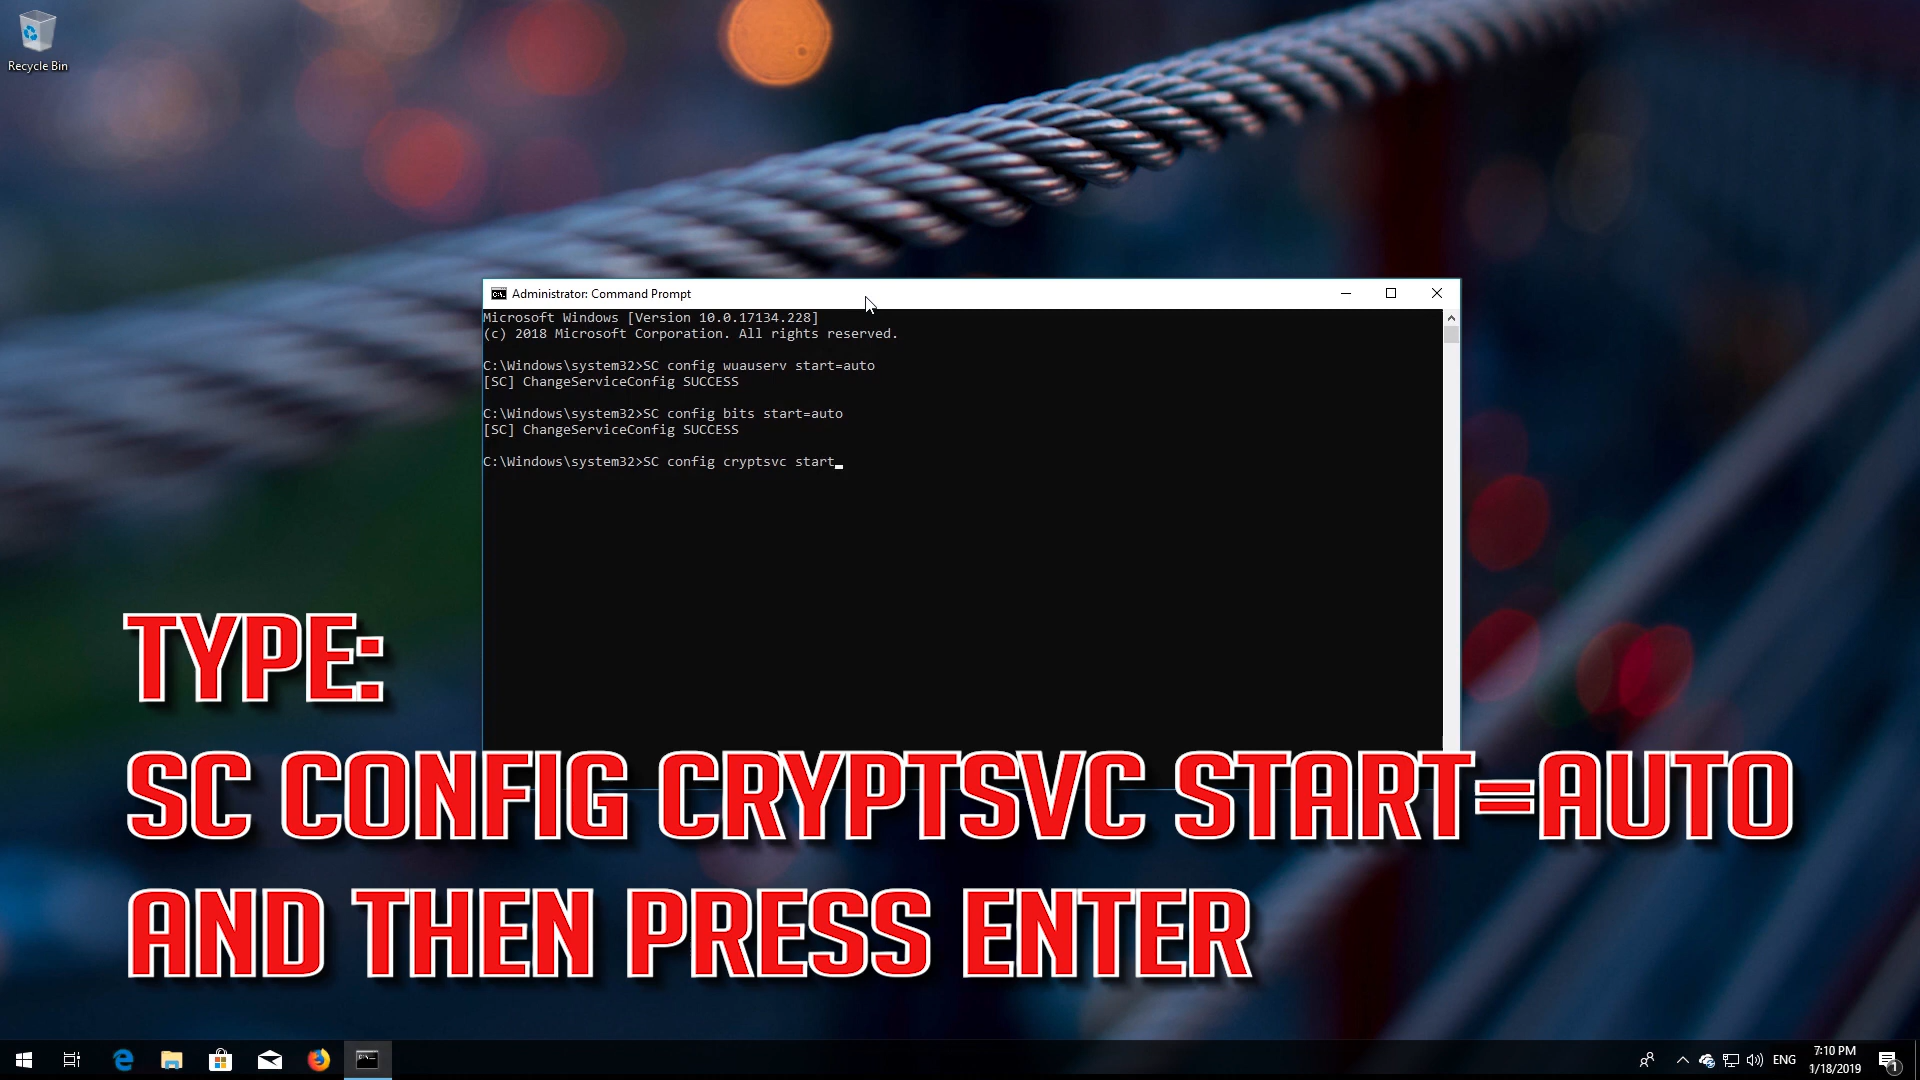 Recycle Bin
Administrator: Command Prompt
Microsoft Windows [Version 10.0.17134.228]
(c) 2018 Microsoft Corporation. All rights reserved.
C:\Windows\system32>SC config wuauserv start=auto
[SC] ChangeServiceConfig SUCCESS
C:\Windows\system32>SC config bits start=auto
[SC] ChangeServiceConfig SUCCESS
C:\Windows\system32>SC config cryptsvc start
TYPE:
SC CONFIG CRYPTSVC START=AUTO
AND THEN PRESS ENTER
ENG
7:10 PM
1/18/2019
1